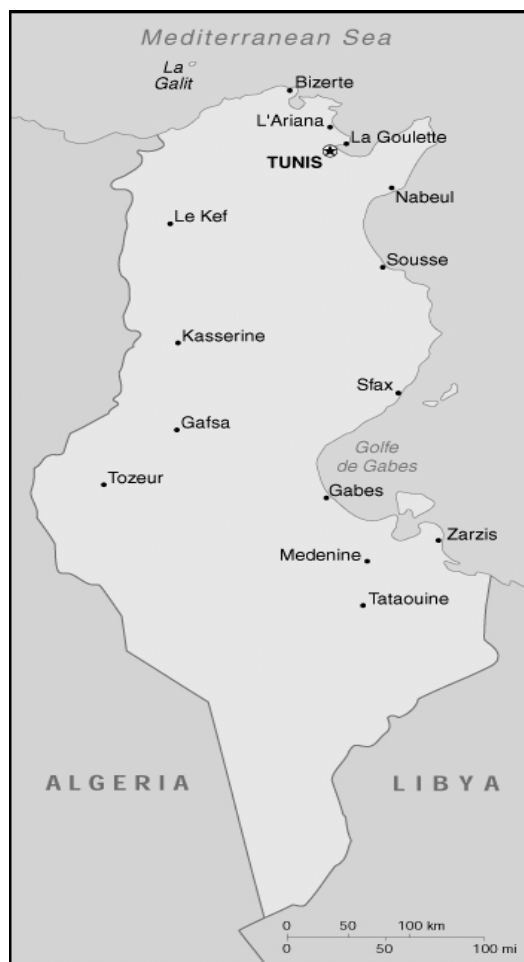 Mediterranean Sea
La
Galit
Bizerte
L'Ariana
La Goulette
TUNIS
Nabeul
Le Kef
Sousse
Kasserine
Sfax
Gafsa
Golfe
de Gabes
Tozeur
Gabes
Zarzis
Medenine
Tataouine
ALGERIA
LIBYA
0 50 100 km
0 50 100 mi